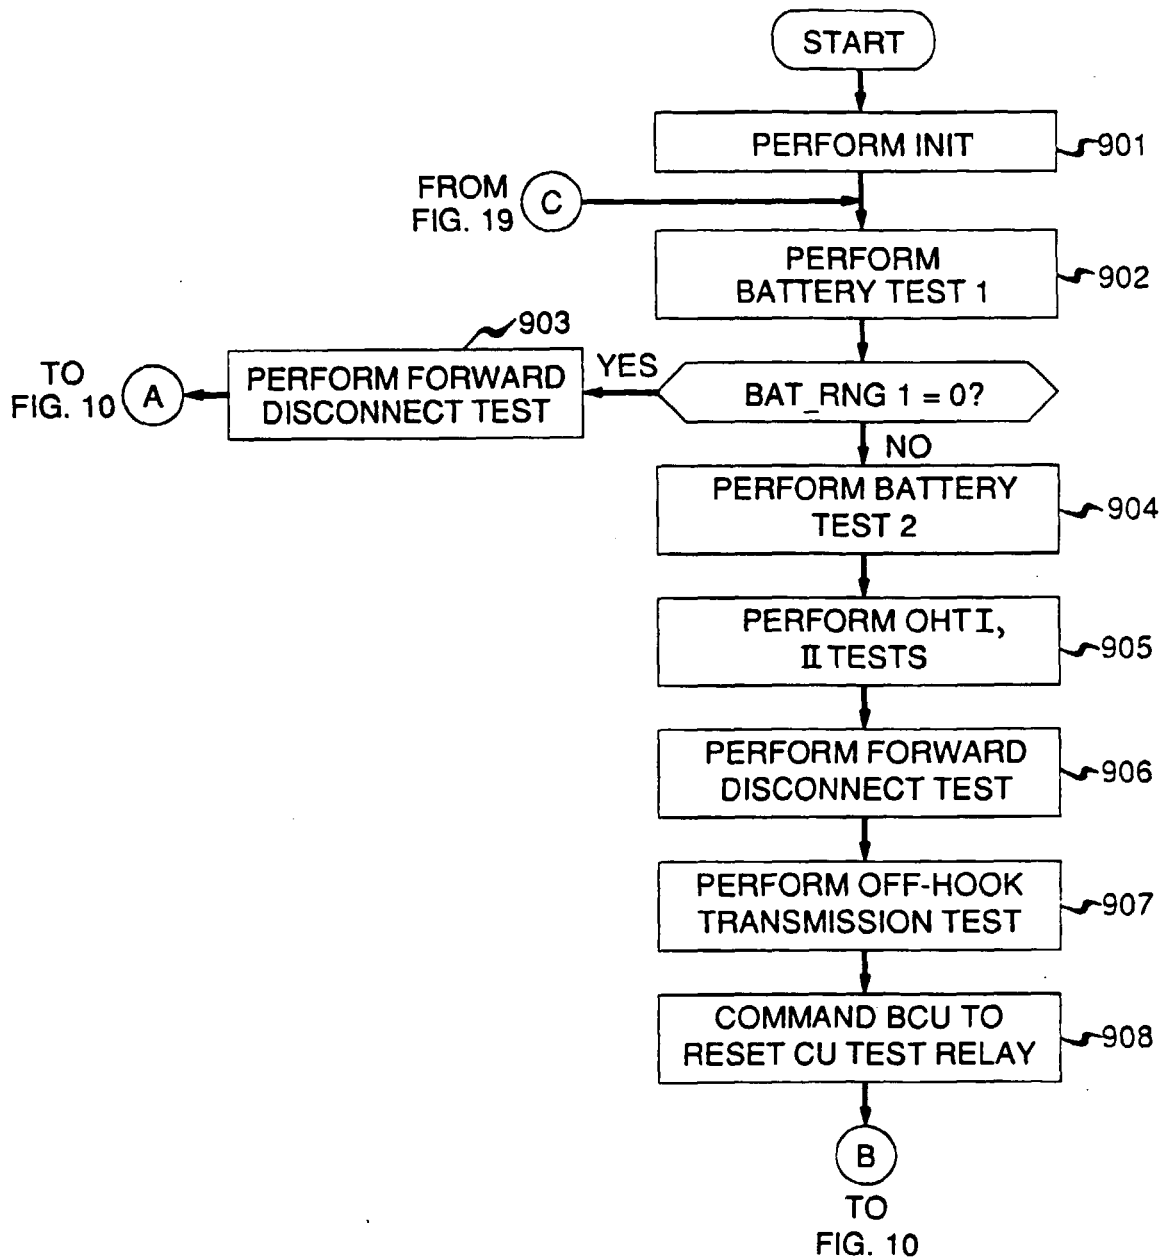 START
PERFORM INIT
901
FROM
FIG. 19
C
PERFORM
BATTERY TEST 1
902
903
TO
FIG. 10
A
PERFORM FORWARD
DISCONNECT TEST
YES
BAT_RNG 1 = 0?
NO
PERFORM BATTERY
TEST 2
904
PERFORM OHT I,
II TESTS
905
PERFORM FORWARD
DISCONNECT TEST
906
PERFORM OFF-HOOK
TRANSMISSION TEST
907
COMMAND BCU TO
RESET CU TEST RELAY
908
B
TO
FIG. 10